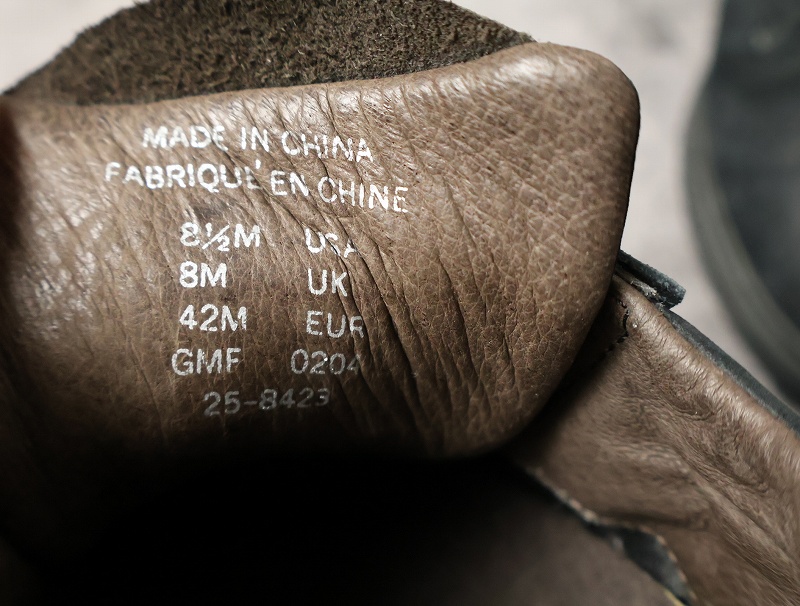 MADE IN CHINA
FABRIQUÉ EN CHINE
8½M USA
8M UK
42M EUR
GMF 0204
25-8423